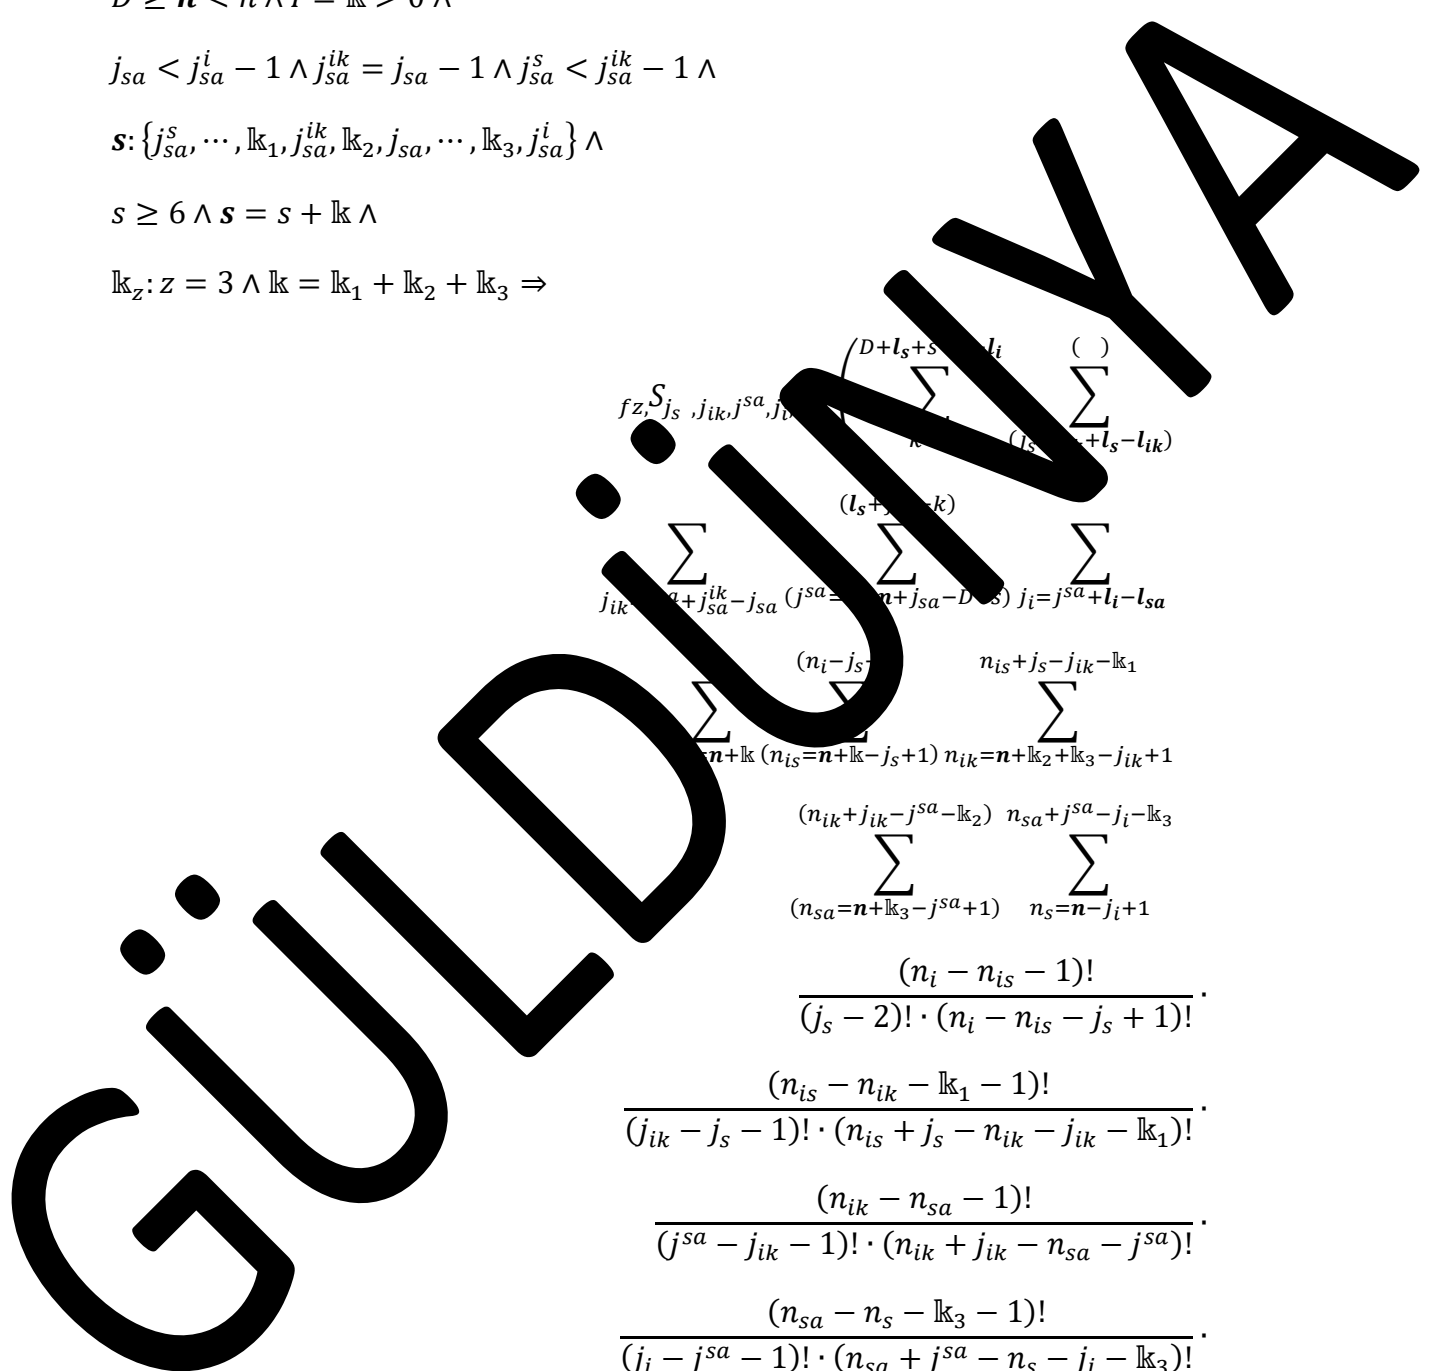 j_{sa} < j_{sa}^{i} − 1 ∧ j_{sa}^{ik} = j_{sa} − 1 ∧ j_{sa}^{s} < j_{sa}^{ik} − 1 ∧
s: {j_{sa}^{s}, ⋯, 𝕜_1, j_{sa}^{ik}, 𝕜_2, j_{sa}, ⋯, 𝕜_3, j_{sa}^{i}} ∧
s ≥ 6 ∧ s = s + 𝕜 ∧
𝕜_z: z = 3 ∧ 𝕜 = 𝕜_1 + 𝕜_2 + 𝕜_3 ⇒
D+l_s+s l_i ( )
fz, S_{j_s ,j_{ik},j^{sa},j_i} ( ∑ ∑
+l_s−l_{ik})
(l_s+ −k)
∑ ∑ ∑
j_{ik} +j_{sa}^{ik}−j_{sa} (j^{sa}= n+j_{sa}−D s) j_i=j^{sa}+l_i−l_{sa}
(n_i−j_s n_{is}+j_s−j_{ik}−𝕜_1
∑ ∑ ∑
=n+𝕜 (n_{is}=n+𝕜−j_s+1) n_{ik}=n+𝕜_2+𝕜_3−j_{ik}+1
(n_{ik}+j_{ik}−j^{sa}−𝕜_2) n_{sa}+j^{sa}−j_i−𝕜_3
∑ ∑
(n_{sa}=n+𝕜_3−j^{sa}+1) n_s=n−j_i+1
(n_i − n_{is} − 1)!
(j_s − 2)! · (n_i − n_{is} − j_s + 1)! ·
(n_{is} − n_{ik} − 𝕜_1 − 1)!
(j_{ik} − j_s − 1)! · (n_{is} + j_s − n_{ik} − j_{ik} − 𝕜_1)! ·
(n_{ik} − n_{sa} − 1)!
(j^{sa} − j_{ik} − 1)! · (n_{ik} + j_{ik} − n_{sa} − j^{sa})! ·
(n_{sa} − n_s − 𝕜_3 − 1)!
(j_i − j^{sa} − 1)! · (n_{sa} + j^{sa} − n_s − j_i − 𝕜_3)! ·
GÜLDÜNYA